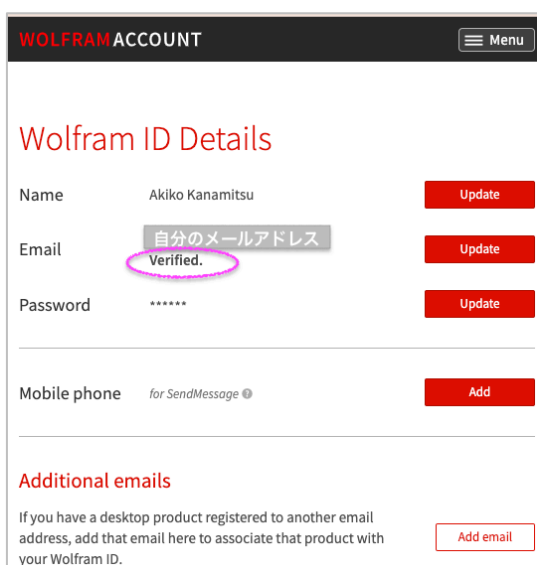 WOLFRAM ACCOUNT
Menu
Wolfram ID Details
Name Akiko Kanamitsu Update
Email 自分のメールアドレス Update
Verified.
Password ****** Update
Mobile phone for SendMessage ? Add
Additional emails
If you have a desktop product registered to another email
address, add that email here to associate that product with
your Wolfram ID.
Add email